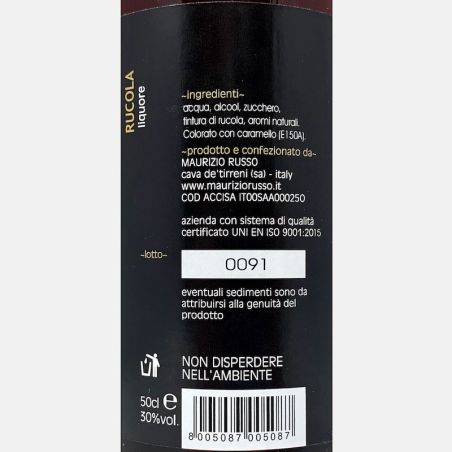 RUCOLA
liquore
~ingredienti~
acqua, alcool, zucchero,
tintura di rucola, aromi naturali.
Colorato con caramello (E150A).
~prodotto e confezionato da~
MAURIZIO RUSSO
cava de'tirreni (sa) - italy
www.mauriziorusso.it
COD ACCISA IT00SAA000250
azienda con sistema di qualità
certificato UNI EN ISO 9001:2015
~lotto~
0091
eventuali sedimenti sono da
attribuirsi alla genuità del
prodotto
NON DISPERDERE
NELL'AMBIENTE
50cl e
30%vol.
8 005087 005087